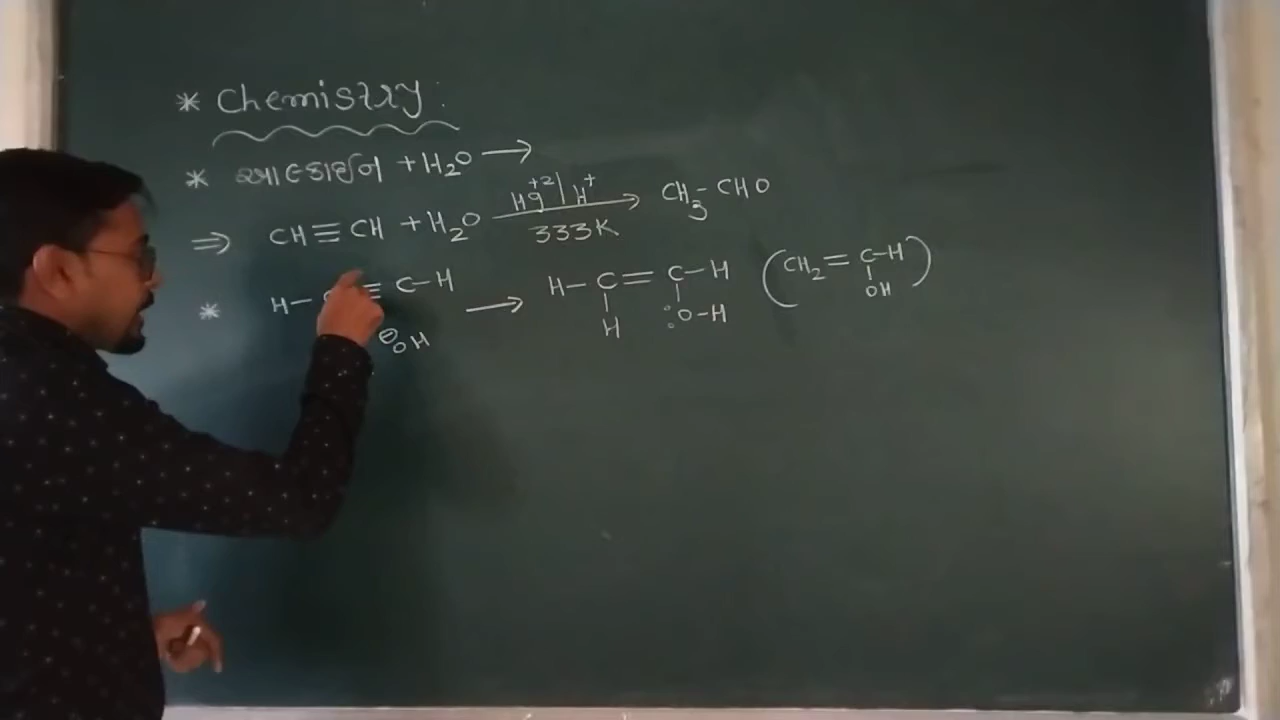 * Chemistry :
* આલ્કાઈન + H₂O →
⇒ CH≡CH + H₂O Hg⁺²/H⁺ 333K → CH₃-CHO
* H- ≡ C-H → H-C=C-H (CH₂=C-H)
⊖OH H :O-H OH